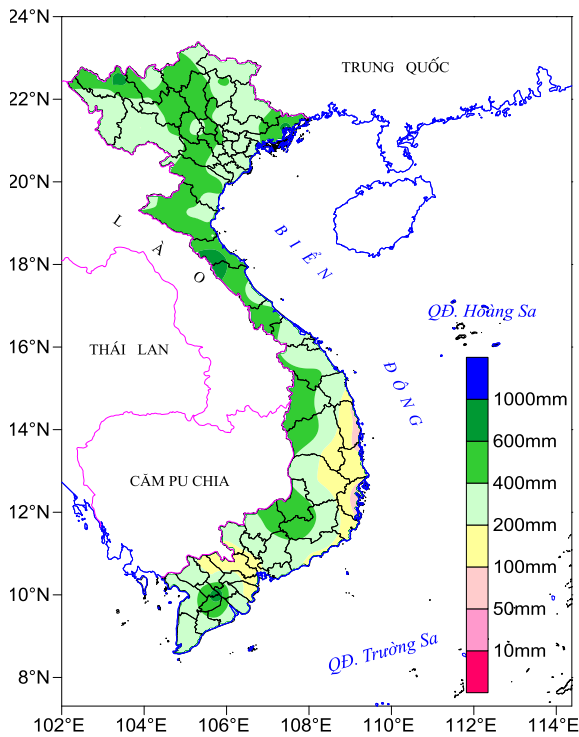 24°N
TRUNG QUỐC
22°N
20°N
LÀO
BIỂN
18°N
QĐ. Hoàng Sa
16°N
THÁI LAN
ĐÔNG
1000mm
14°N
600mm
CĂM PU CHIA
400mm
12°N
200mm
100mm
10°N
50mm
QĐ. Trường Sa
10mm
8°N
102°E 104°E 106°E 108°E 110°E 112°E 114°E